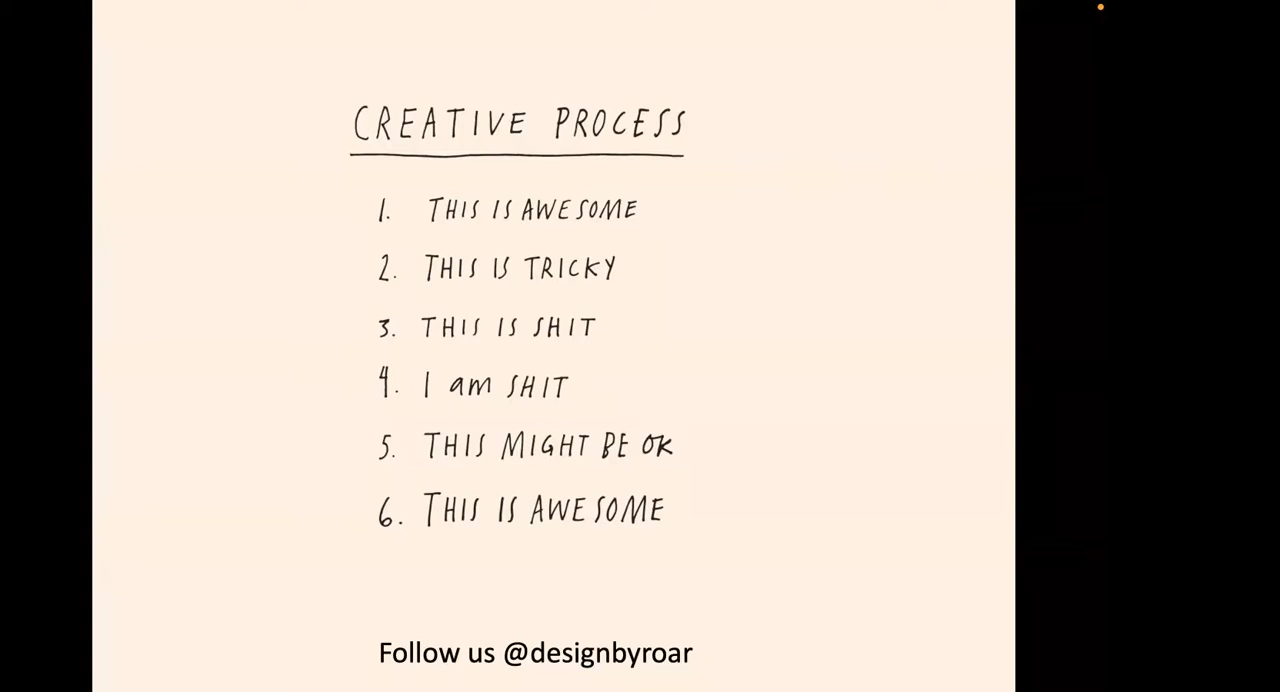 CREATIVE PROCESS
1. THIS IS AWESOME
2. THIS IS TRICKY
3. THIS IS SHIT
4. I am SHIT
5. THIS MIGHT BE OK
6. THIS IS AWESOME
Follow us @designbyroar